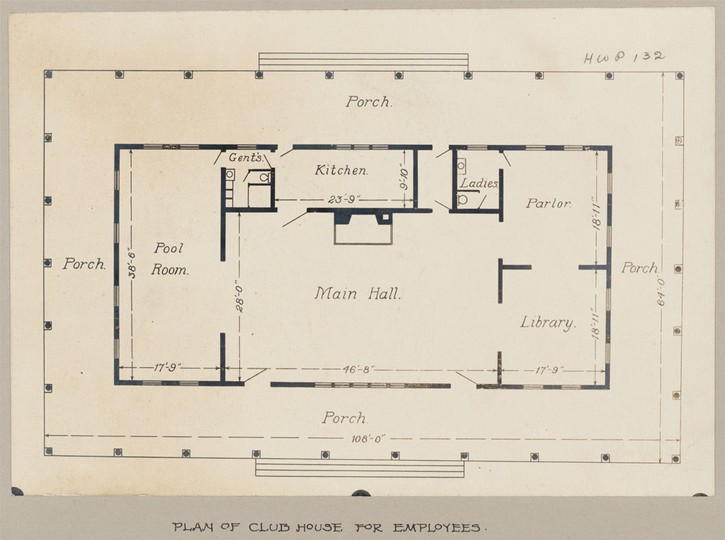 HWP 132
Porch.
Gent's.
Kitchen.
9'-10"
23'-9"
Ladies.
Parlor.
18'-11"
Pool
Room.
38'-6"
Porch.
Porch.
64'-0"
28'-0"
Main Hall.
Library.
18'-11"
17'-9"
46'-8"
17'-9"
Porch.
106'-0"
PLAN OF CLUB HOUSE FOR EMPLOYEES.